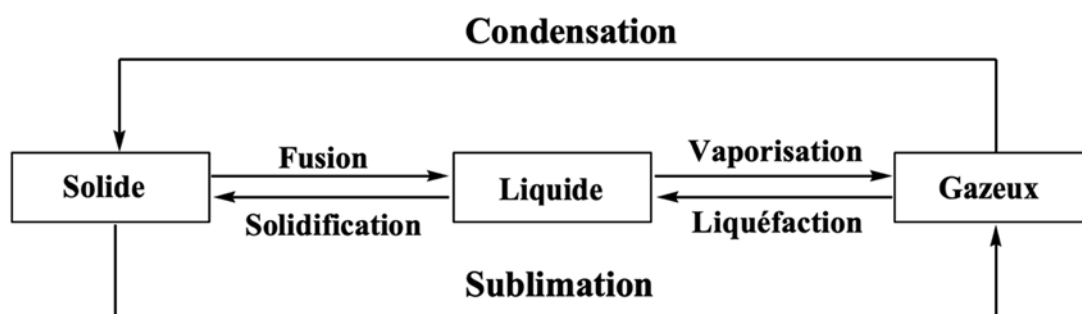 Condensation
Fusion
Vaporisation
Solide
Liquide
Gazeux
Solidification
Liquéfaction
Sublimation